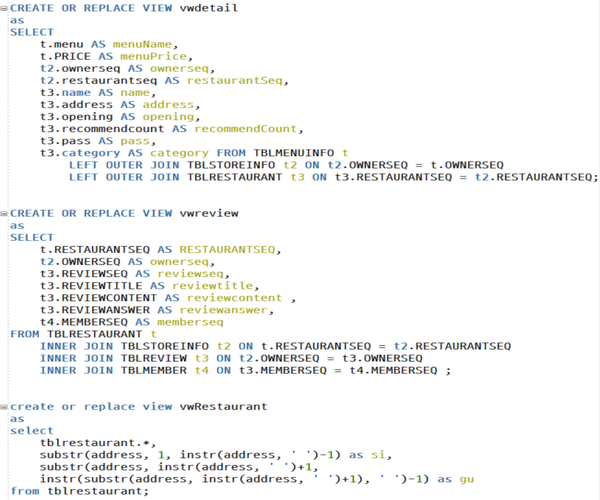 CREATE OR REPLACE VIEW vwdetail
as
SELECT
t.menu AS menuName,
t.PRICE AS menuPrice,
t2.ownerseq AS ownerseq,
t2.restaurantseq AS restaurantSeq,
t3.name AS name,
t3.address AS address,
t3.opening AS opening,
t3.recommendcount AS recommendCount,
t3.pass AS pass,
t3.category AS category FROM TBLMENUINFO t
LEFT OUTER JOIN TBLSTOREINFO t2 ON t2.OWNERSEQ = t.OWNERSEQ
LEFT OUTER JOIN TBLRESTAURANT t3 ON t3.RESTAURANTSEQ = t2.RESTAURANTSEQ;
CREATE OR REPLACE VIEW vwreview
as
SELECT
t.RESTAURANTSEQ AS RESTAURANTSEQ,
t2.OWNERSEQ AS ownerseq,
t3.REVIEWSEQ AS reviewseq,
t3.REVIEWTITLE AS reviewtitle,
t3.REVIEWCONTENT AS reviewcontent ,
t3.REVIEWANSWER AS reviewanswer,
t4.MEMBERSEQ AS memberseq
FROM TBLRESTAURANT t
INNER JOIN TBLSTOREINFO t2 ON t.RESTAURANTSEQ = t2.RESTAURANTSEQ
INNER JOIN TBLREVIEW t3 ON t2.OWNERSEQ = t3.OWNERSEQ
INNER JOIN TBLMEMBER t4 ON t3.MEMBERSEQ = t4.MEMBERSEQ ;
create or replace view vwRestaurant
as
select
tblrestaurant.*,
substr(address, 1, instr(address, ' ')-1) as si,
substr(address, instr(address, ' ')+1,
instr(substr(address, instr(address, ' ')+1), ' ')-1) as gu
from tblrestaurant;